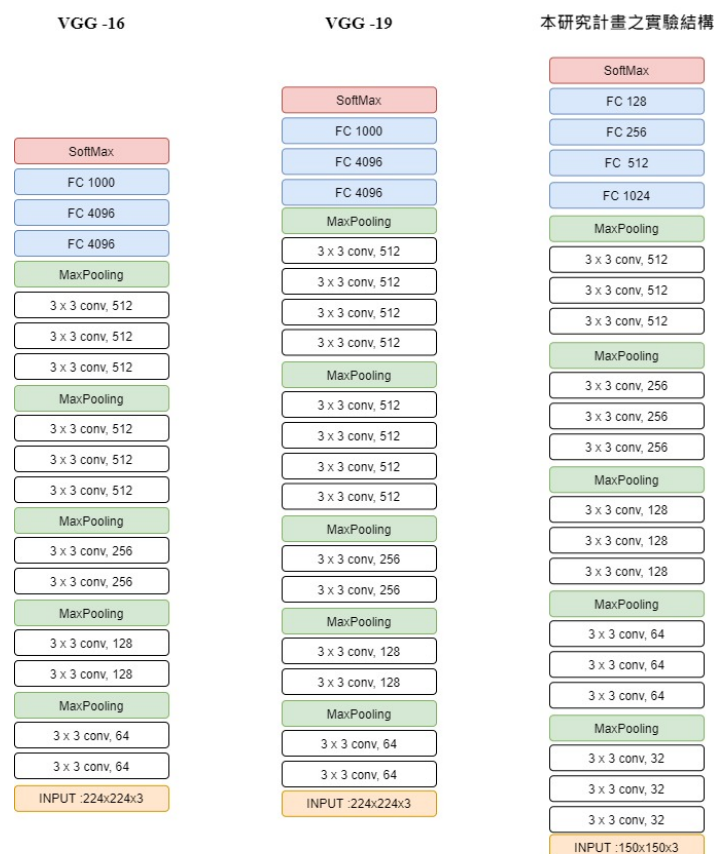 VGG -16
SoftMax
FC 1000
FC 4096
FC 4096
MaxPooling
3 x 3 conv, 512
3 x 3 conv, 512
3 x 3 conv, 512
MaxPooling
3 x 3 conv, 512
3 x 3 conv, 512
3 x 3 conv, 512
MaxPooling
3 x 3 conv, 256
3 x 3 conv, 256
MaxPooling
3 x 3 conv, 128
3 x 3 conv, 128
MaxPooling
3 x 3 conv, 64
3 x 3 conv, 64
INPUT :224x224x3
VGG -19
SoftMax
FC 1000
FC 4096
FC 4096
MaxPooling
3 x 3 conv, 512
3 x 3 conv, 512
3 x 3 conv, 512
3 x 3 conv, 512
MaxPooling
3 x 3 conv, 512
3 x 3 conv, 512
3 x 3 conv, 512
3 x 3 conv, 512
MaxPooling
3 x 3 conv, 256
3 x 3 conv, 256
MaxPooling
3 x 3 conv, 128
3 x 3 conv, 128
MaxPooling
3 x 3 conv, 64
3 x 3 conv, 64
INPUT :224x224x3
本研究計畫之實驗結構
SoftMax
FC 128
FC 256
FC 512
FC 1024
MaxPooling
3 x 3 conv, 512
3 x 3 conv, 512
3 x 3 conv, 512
MaxPooling
3 x 3 conv, 256
3 x 3 conv, 256
3 x 3 conv, 256
MaxPooling
3 x 3 conv, 128
3 x 3 conv, 128
3 x 3 conv, 128
MaxPooling
3 x 3 conv, 64
3 x 3 conv, 64
3 x 3 conv, 64
MaxPooling
3 x 3 conv, 32
3 x 3 conv, 32
3 x 3 conv, 32
INPUT :150x150x3